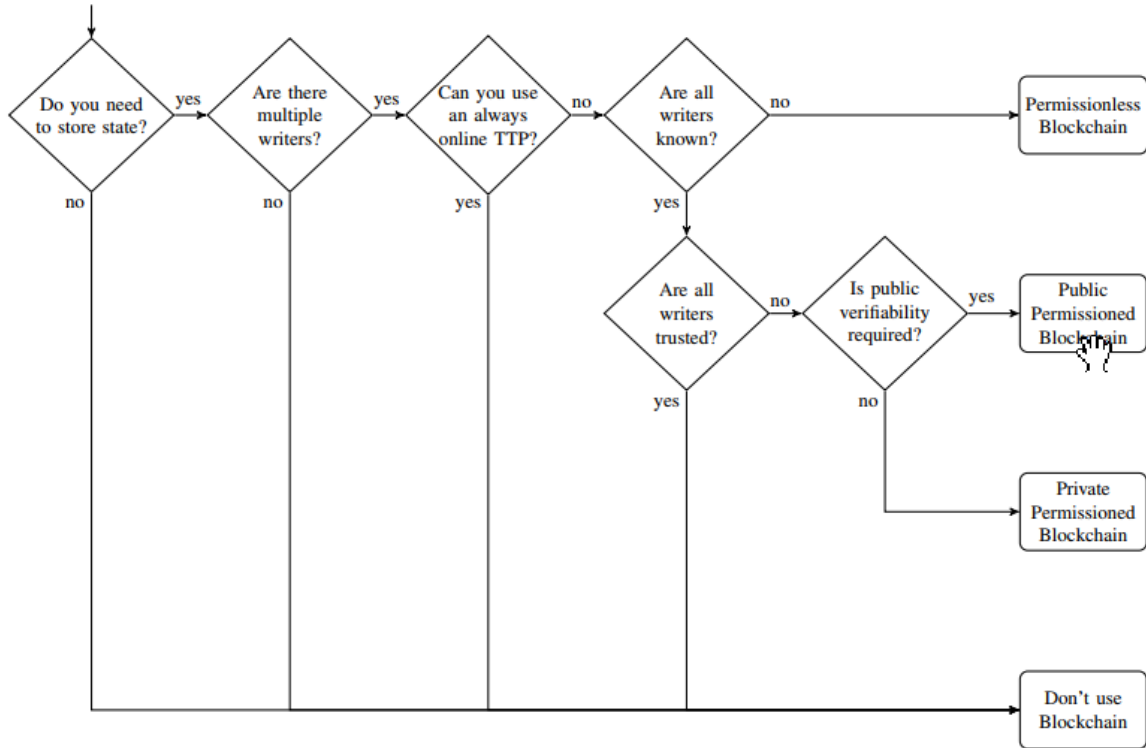 Do you need
to store state?
yes
no
Are there
multiple
writers?
yes
no
Can you use
an always
online TTP?
no
yes
Are all
writers
known?
no
yes
Permissionless
Blockchain
Are all
writers
trusted?
no
yes
Is public
verifiability
required?
yes
no
Public
Permissioned
Blockchain
Private
Permissioned
Blockchain
Don't use
Blockchain